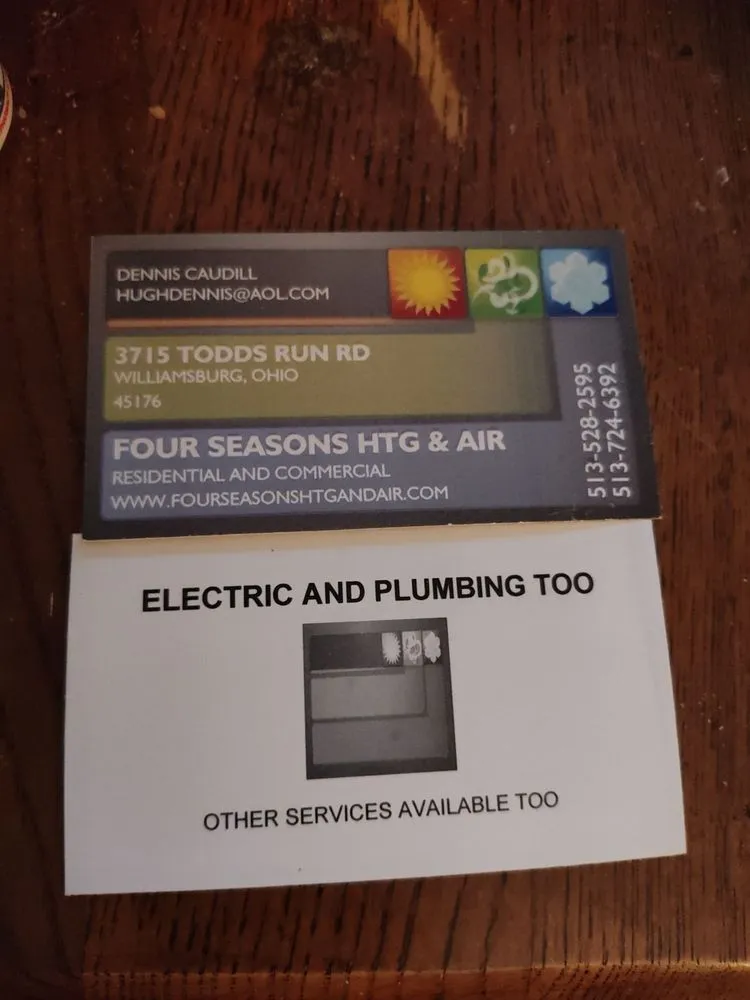 DENNIS CAUDILL
HUGHDENNIS@AOL.COM
3715 TODDS RUN RD
WILLIAMSBURG, OHIO
45176
FOUR SEASONS HTG & AIR
RESIDENTIAL AND COMMERCIAL
WWW.FOURSEASONSHTGANDAIR.COM
513-528-2595
513-724-6392
ELECTRIC AND PLUMBING TOO
OTHER SERVICES AVAILABLE TOO